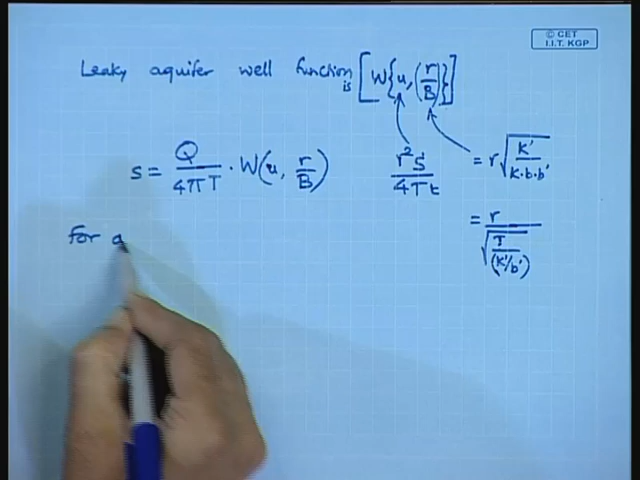 © CET
I.I.T. KGP
Leaky aquifer well function is [W{u, (r/B)}]
s = Q/4πT · W(u, r/B)
r²S/4Tt
= r√(K'/K·b·b')
= r/√(T/(K'/b'))
For a